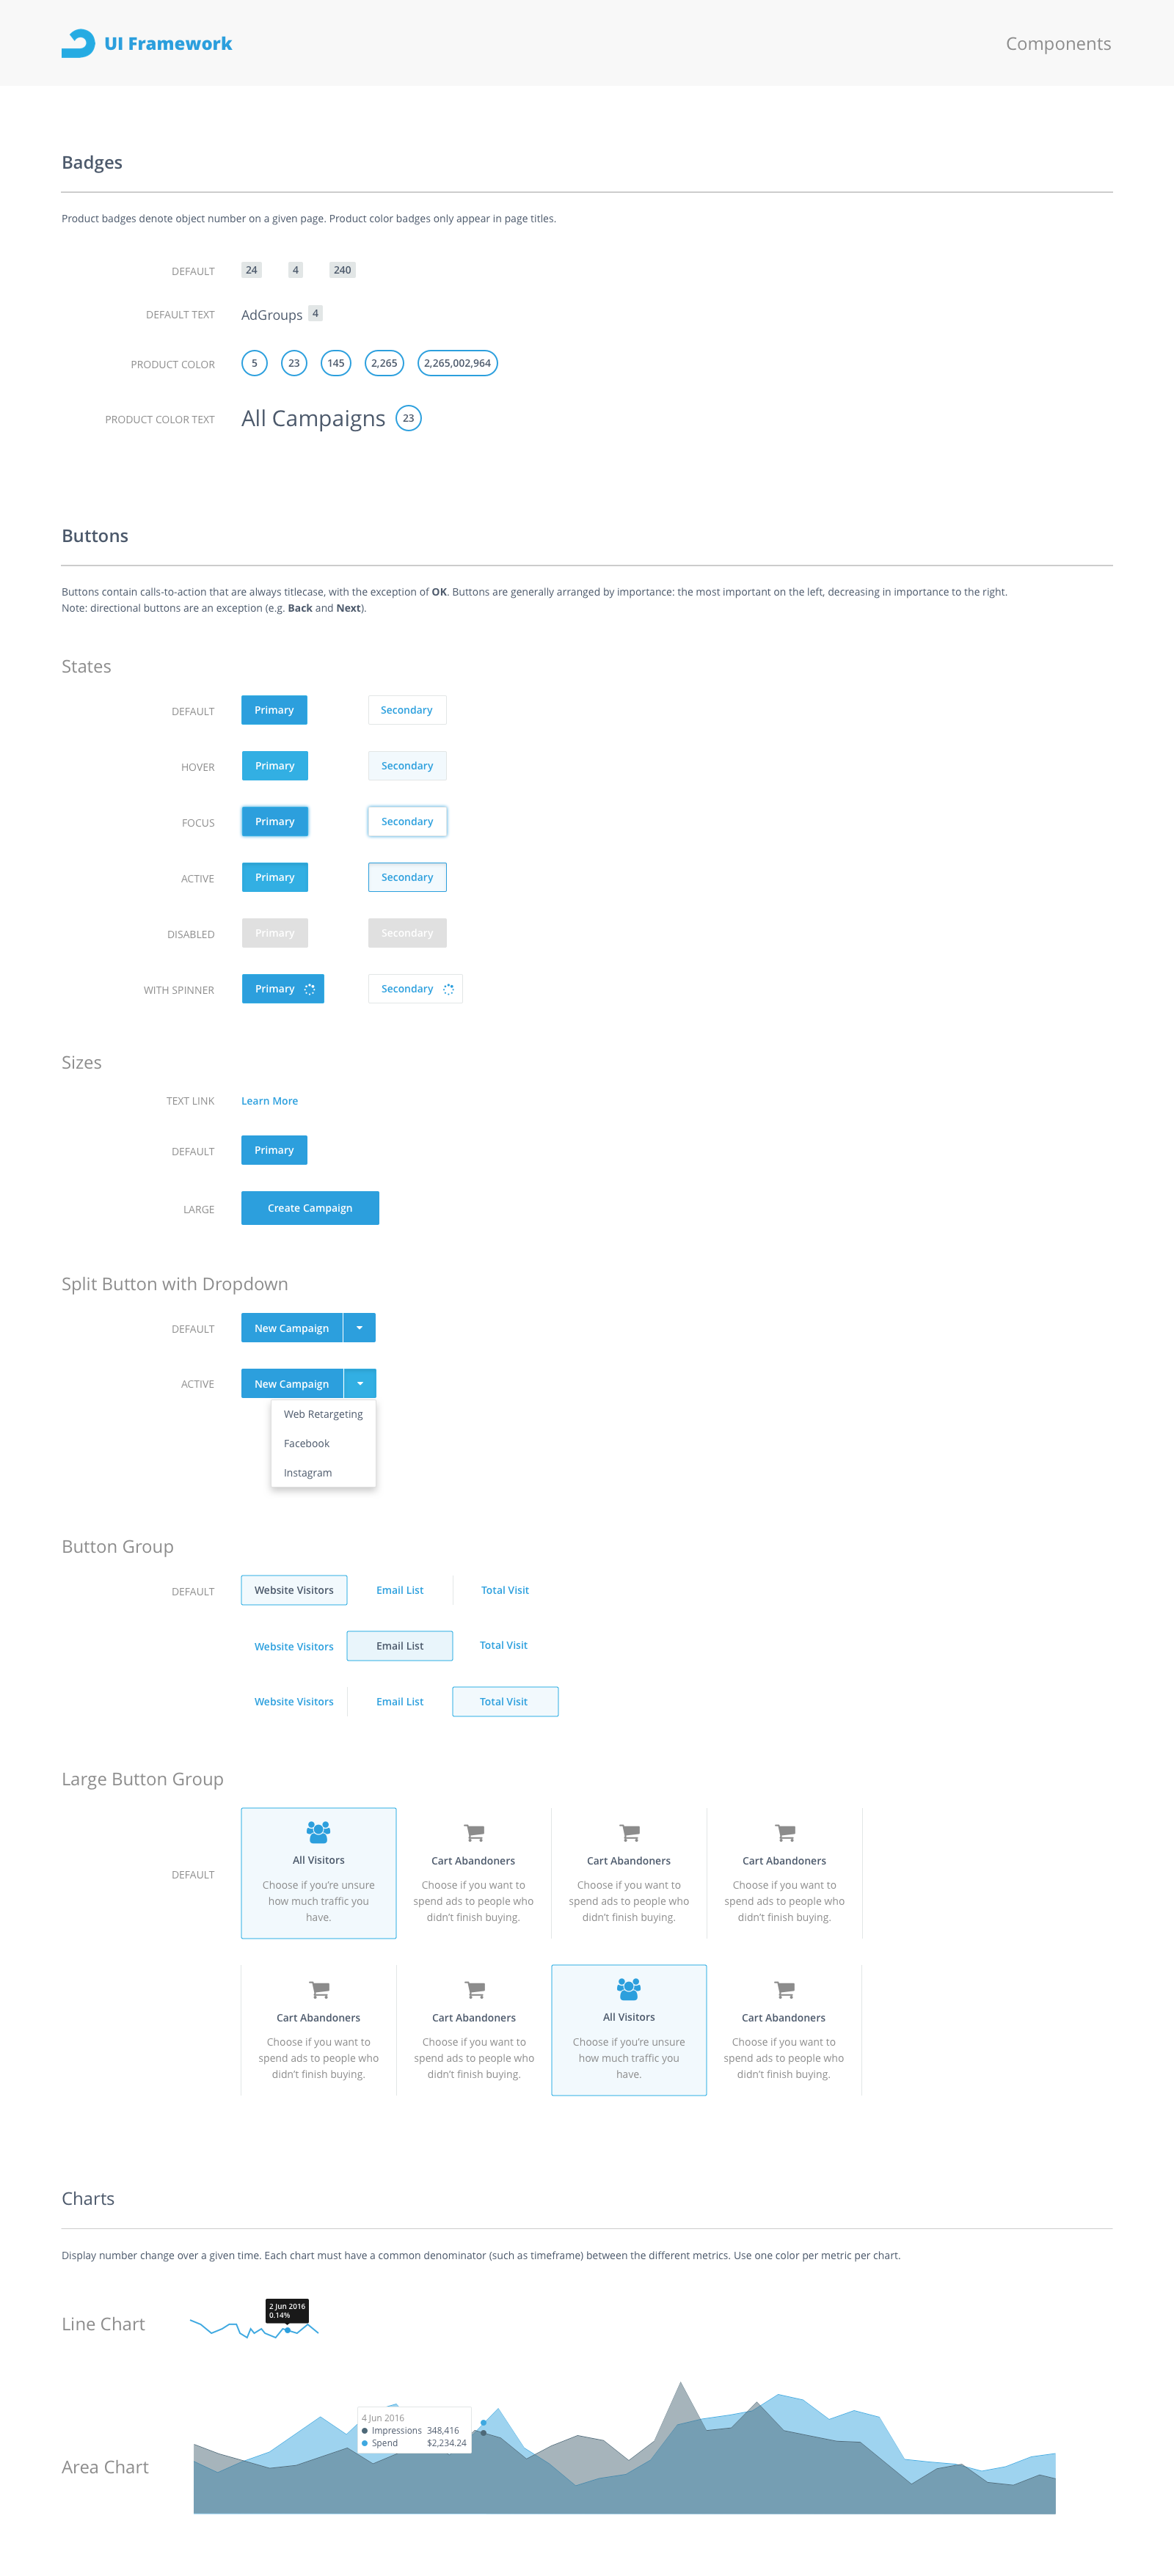 UI Framework
Components
Badges
Product badges denote object number on a given page. Product color badges only appear in page titles.
DEFAULT 24 4 240
DEFAULT TEXT AdGroups 4
PRODUCT COLOR 5 23 145 2,265 2,265,002,964
PRODUCT COLOR TEXT All Campaigns 23
Buttons
Buttons contain calls-to-action that are always titlecase, with the exception of OK. Buttons are generally arranged by importance: the most important on the left, decreasing in importance to the right.
Note: directional buttons are an exception (e.g. Back and Next).
States
DEFAULT Primary Secondary
HOVER Primary Secondary
FOCUS Primary Secondary
ACTIVE Primary Secondary
DISABLED Primary Secondary
WITH SPINNER Primary Secondary
Sizes
TEXT LINK Learn More
DEFAULT Primary
LARGE Create Campaign
Split Button with Dropdown
DEFAULT New Campaign
ACTIVE New Campaign
Web Retargeting
Facebook
Instagram
Button Group
DEFAULT Website Visitors Email List Total Visit
Website Visitors Email List Total Visit
Website Visitors Email List Total Visit
Large Button Group
DEFAULT
All Visitors
Choose if you're unsure
how much traffic you
have.
Cart Abandoners
Choose if you want to
spend ads to people who
didn't finish buying.
Cart Abandoners
Choose if you want to
spend ads to people who
didn't finish buying.
Cart Abandoners
Choose if you want to
spend ads to people who
didn't finish buying.
Cart Abandoners
Choose if you want to
spend ads to people who
didn't finish buying.
Cart Abandoners
Choose if you want to
spend ads to people who
didn't finish buying.
All Visitors
Choose if you're unsure
how much traffic you
have.
Cart Abandoners
Choose if you want to
spend ads to people who
didn't finish buying.
Charts
Display number change over a given time. Each chart must have a common denominator (such as timeframe) between the different metrics. Use one color per metric per chart.
Line Chart
2 Jun 2016
0.14%
Area Chart
4 Jun 2016
Impressions 348,416
Spend $2,234.24